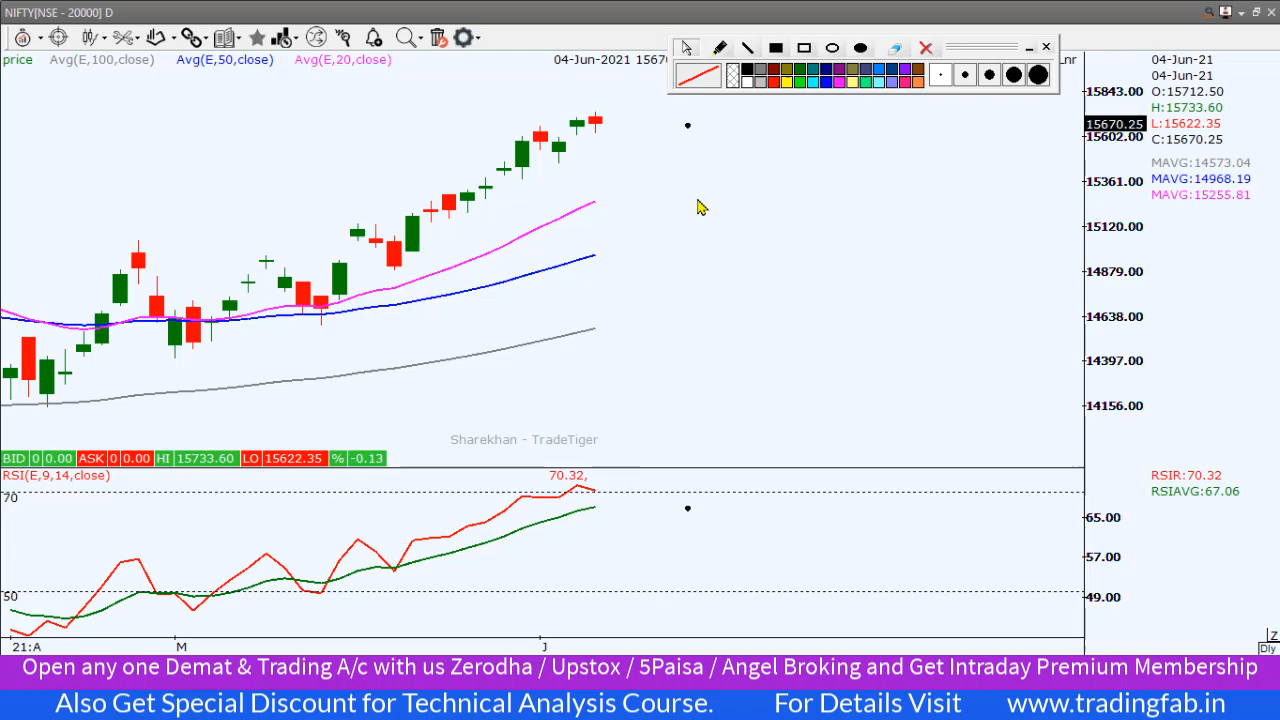 NIFTY[NSE - 20000] D
price Avg(E,100,close) Avg(E,50,close) Avg(E,20,close) 04-Jun-2021 1567
nr
04-Jun-21
04-Jun-21
O:15712.50
H:15733.60
L:15622.35
C:15670.25
MAVG:14573.04
MAVG:14968.19
MAVG:15255.81
15843.00
15670.25
15602.00
15361.00
15120.00
14879.00
14638.00
14397.00
14156.00
Sharekhan - TradeTiger
BID 0 0.00 ASK 0 0.00 HI 15733.60 LO 15622.35 % -0.13
RSI(E,9,14,close) 70.32,
RSIR:70.32
RSIAVG:67.06
70
65.00
57.00
50
49.00
21:A M J
Z
Dly
Open any one Demat & Trading A/c with us Zerodha / Upstox / 5Paisa / Angel Broking and Get Intraday Premium Membership
Also Get Special Discount for Technical Analysis Course. For Details Visit www.tradingfab.in